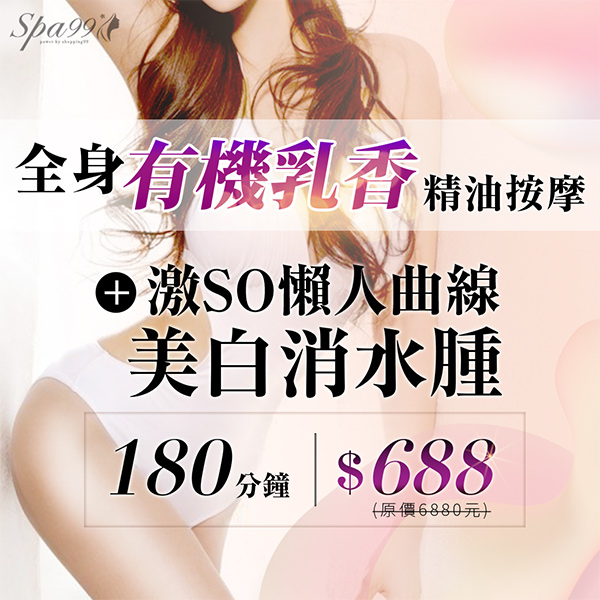 Spa99
power by shopping99
全身有機乳香精油按摩
+激SO懶人曲線
美白消水腫
180分鐘 $688
(原價6880元)